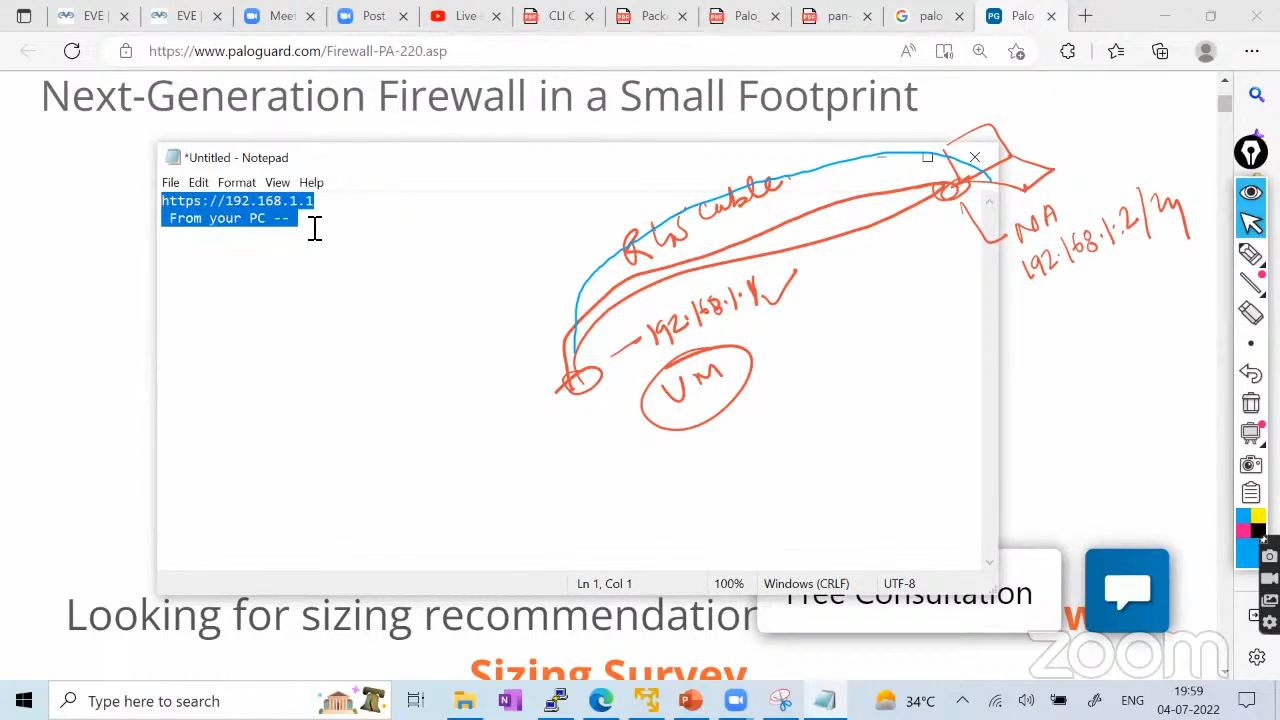 EVE
EVE
Meeti
Post
Live
CLI C
Pack
Palo
pan-
palo
PG Palo
https://www.paloguard.com/Firewall-PA-220.asp
Next-Generation Firewall in a Small Footprint
*Untitled - Notepad
File Edit Format View Help
https://192.168.1.1
From your PC --
cable
NA
192.168.1.2/24
192.168.1.1
VM
Ln 1, Col 1 100% Windows (CRLF) UTF-8
Free Consultation
Looking for sizing recommendation
Sizing Survey
zoom
Type here to search
34°C
ENG
19:59
04-07-2022